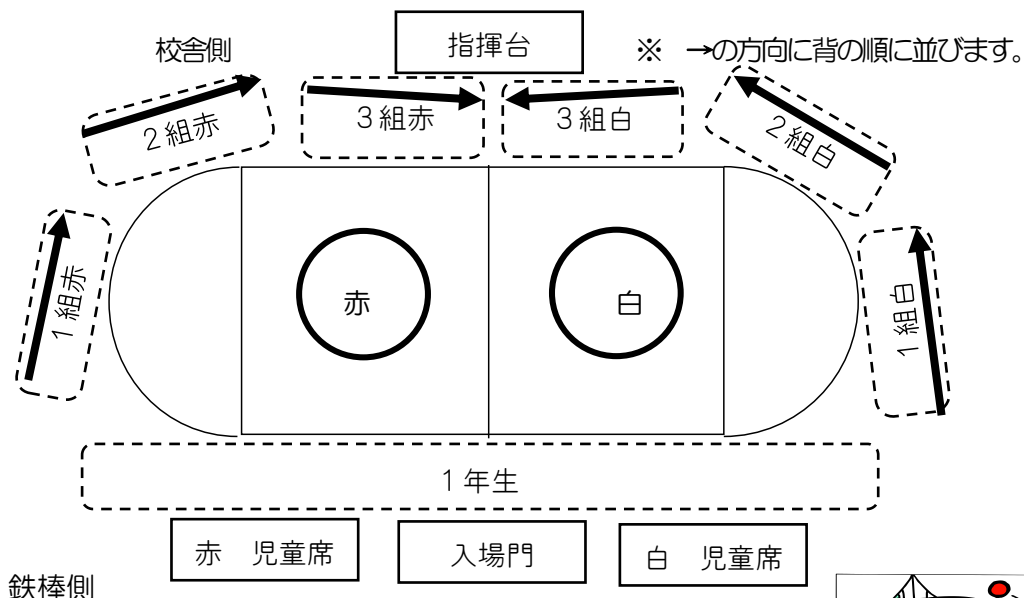 校舎側
指揮台
※　→の方向に背の順に並びます。
2組赤
3組赤
3組白
2組白
1組赤
赤
白
1組白
1年生
赤　児童席
入場門
白　児童席
鉄棒側